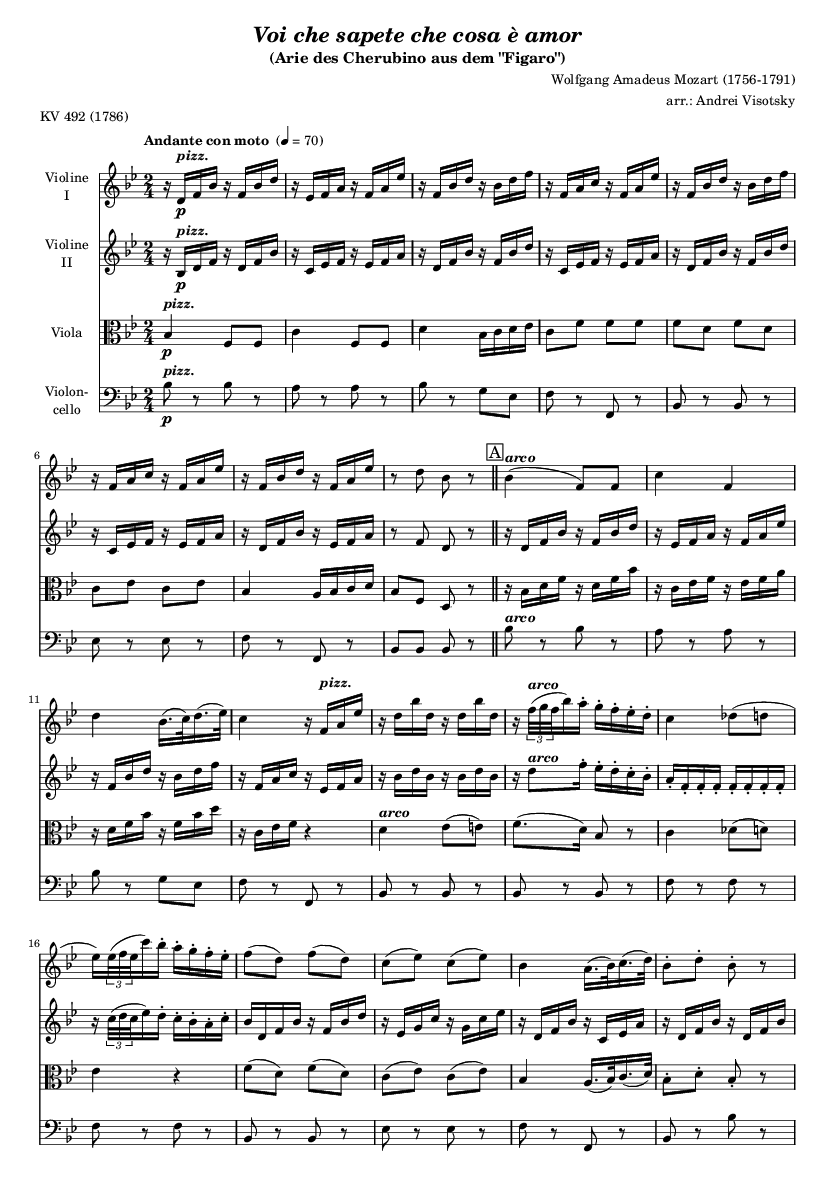 Voi che sapete che cosa è amor
(Arie des Cherubino aus dem "Figaro")
Wolfgang Amadeus Mozart (1756-1791)
arr.: Andrei Visotsky
KV 492 (1786)
Andante con moto (♩ = 70)
pizz.
Violine
I
p
pizz.
Violine
II
p
pizz.
Viola
p
pizz.
Violon-
cello
p
6
A
arco
arco
11
pizz.
arco
3
arco
arco
16
3
3